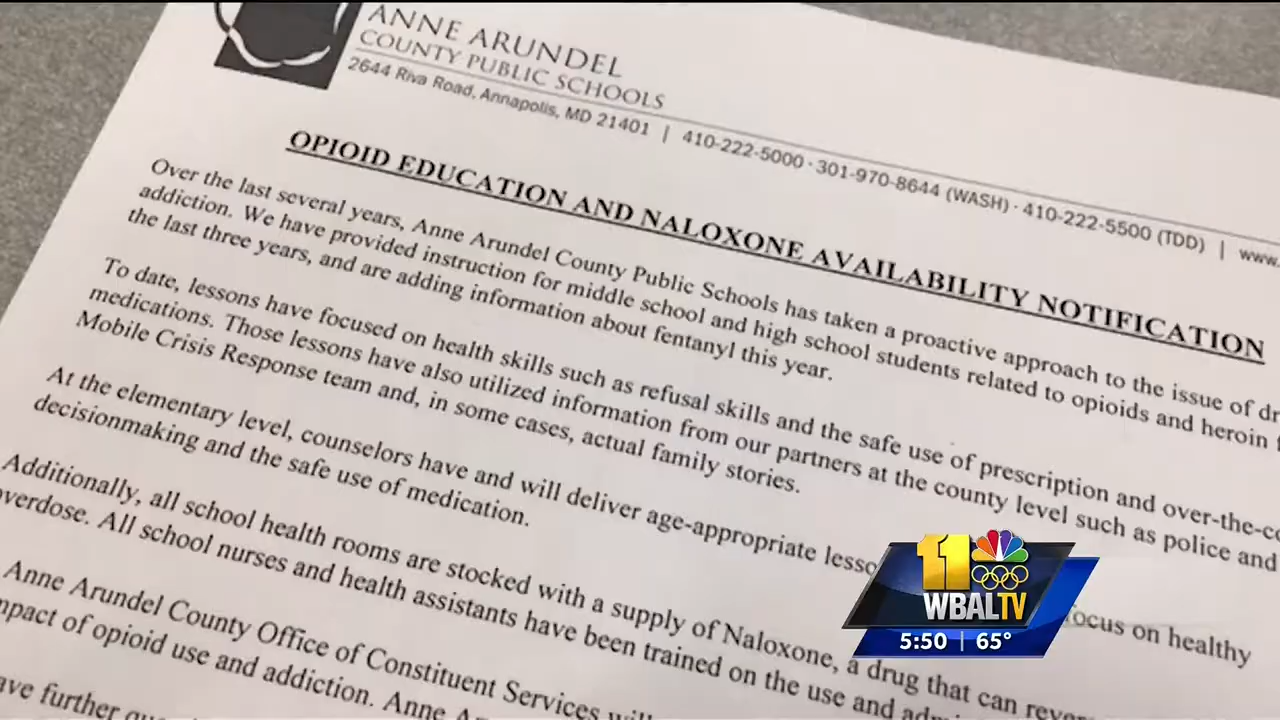 ANNE ARUNDEL
COUNTY PUBLIC SCHOOLS
2644 Riva Road, Annapolis, MD 21401 | 410-222-5000 · 301-970-8644 (WASH) · 410-222-5500 (TDD) | www.
OPIOID EDUCATION AND NALOXONE AVAILABILITY NOTIFICATION
Over the last several years, Anne Arundel County Public Schools has taken a proactive approach to the issue of
addiction. We have provided instruction for middle school and high school students related to opioids and heroin
the last three years, and are adding information about fentanyl this year.
To date, lessons have focused on health skills such as refusal skills and the safe use of prescription and
medications. Those lessons have also utilized information from our partners at the county level such as police and
Mobile Crisis Response team and, in some cases, actual family stories.
At the elementary level, counselors have and will deliver age-appropriate focus on healthy
decisionmaking and the safe use of medication.
Additionally, all school health rooms are stocked with a supply of Naloxone, a drug that can
overdose. All school nurses and health assistants have been trained on the use and
Anne Arundel County Office of Constituent Services
impact of opioid use and addiction. Anne
further
11
WBALTV
5:50 | 65°